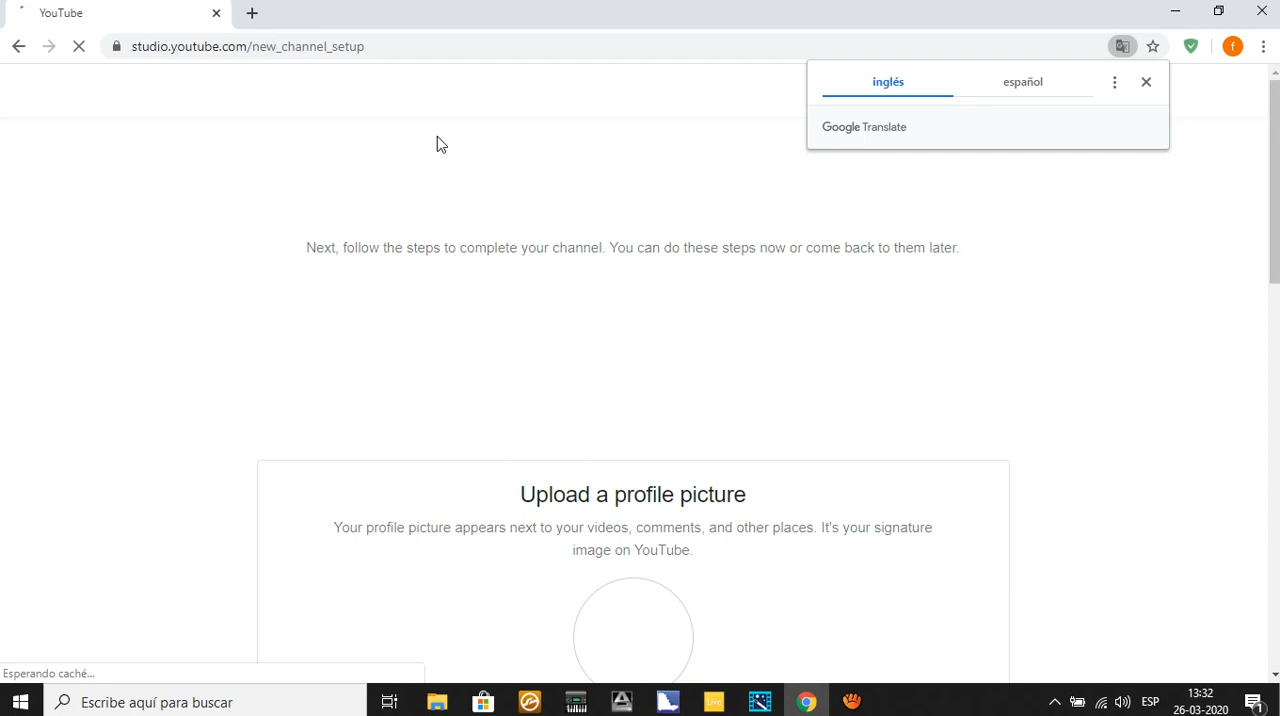 YouTube
studio.youtube.com/new_channel_setup
f
inglés
español
Google Translate
Next, follow the steps to complete your channel. You can do these steps now or come back to them later.
Upload a profile picture
Your profile picture appears next to your videos, comments, and other places. It's your signature
image on YouTube.
Esperando caché...
Escribe aquí para buscar
ESP
13:32
26-03-2020
1